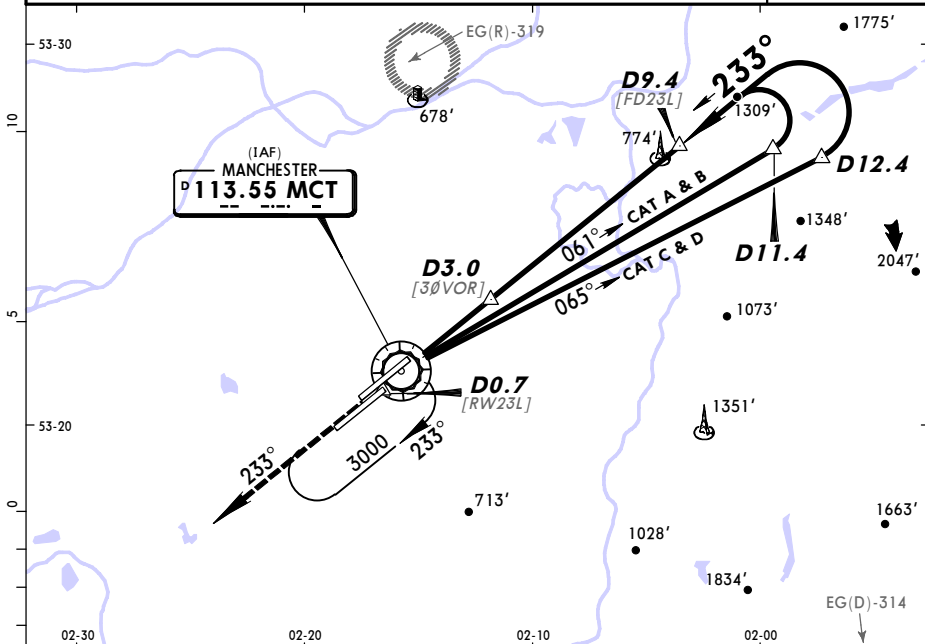 53-30
EG(R)-319
1775'
678'
D9.4
[FD23L]
233°
1309'
774'
10
(IAF)
MANCHESTER
D 113.55 MCT
D12.4
061° CAT A & B
1348'
D11.4
065° CAT C & D
2047'
D3.0
[3ØVOR]
1073'
5
D0.7
[RW23L]
1351'
53-20
233°
3000
233°
0
713'
1663'
1028'
1834'
EG(D)-314
02-30
02-20
02-10
02-00